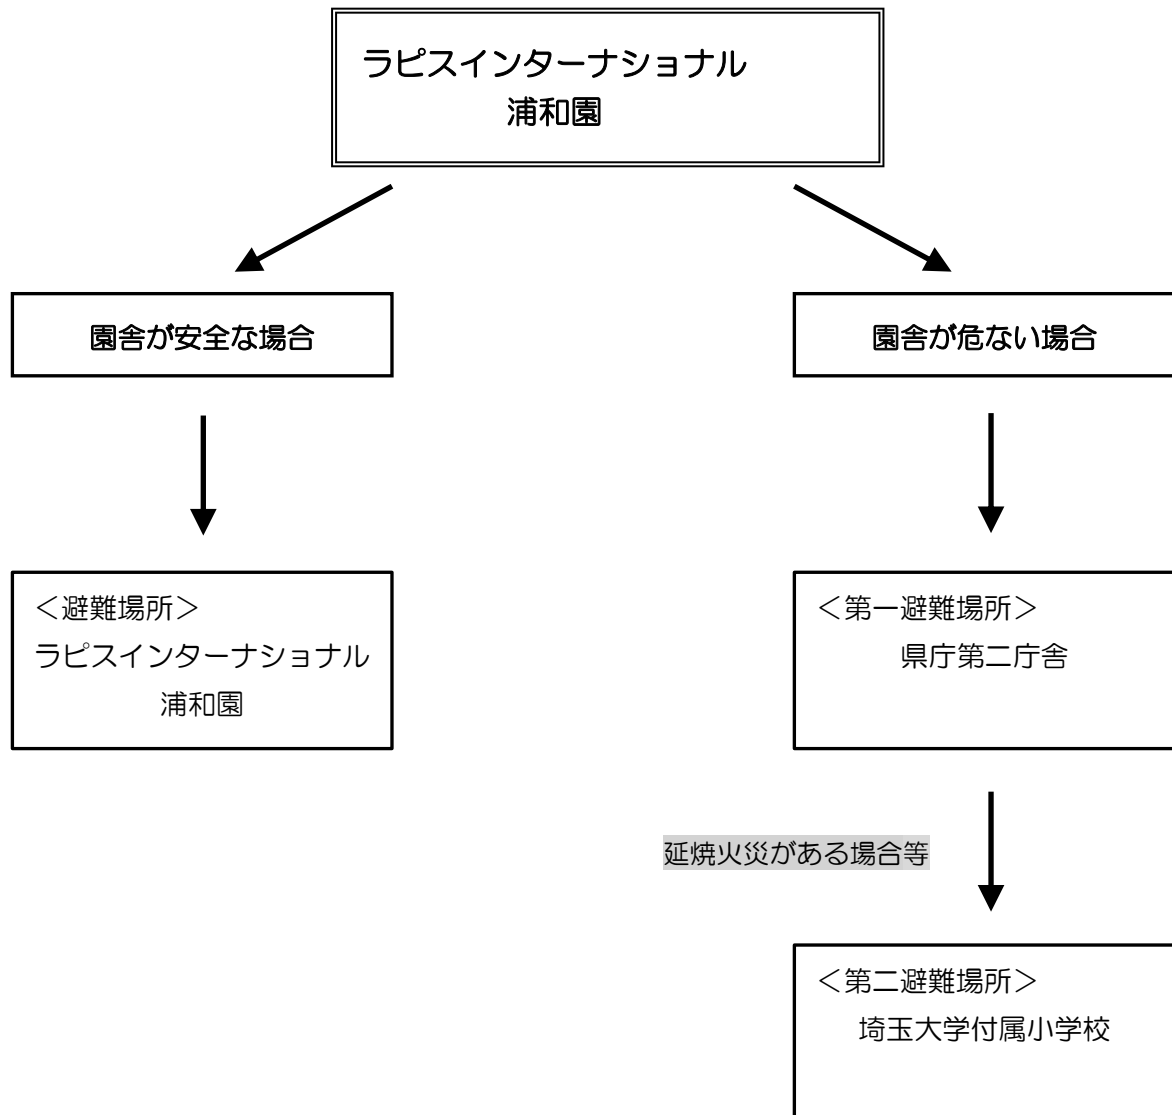 ラピスインターナショナル
浦和園
園舎が安全な場合
園舎が危ない場合
＜避難場所＞
ラピスインターナショナル
浦和園
＜第一避難場所＞
県庁第二庁舎
延焼火災がある場合等
＜第二避難場所＞
埼玉大学付属小学校